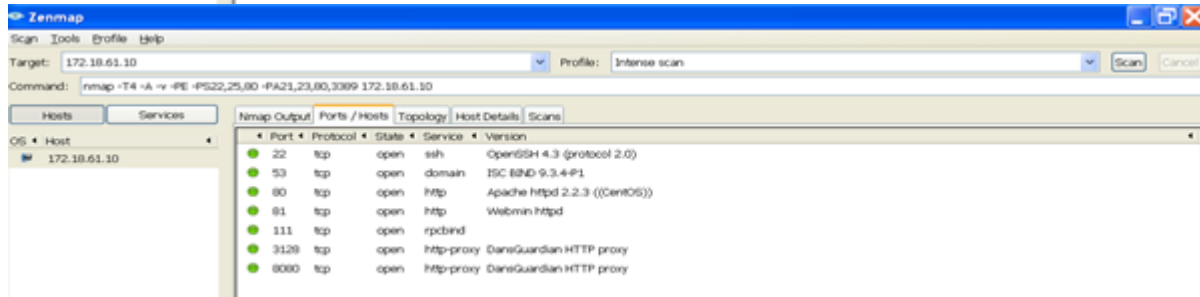 Zenmap
Scan Tools Profile Help
Target: 172.18.61.10 Profile: Intense scan Scan Cancel
Command: nmap -T4 -A -v -PE -PS22,25,80 -PA21,23,80,3389 172.18.61.10
Hosts Services Nmap Output Ports / Hosts Topology Host Details Scans
OS Host Port Protocol State Service Version
172.18.61.10
22 tcp open ssh OpenSSH 4.3 (protocol 2.0)
53 tcp open domain ISC BIND 9.3.4-P1
80 tcp open http Apache httpd 2.2.3 ((CentOS))
81 tcp open http Webmin httpd
111 tcp open rpcbind
3128 tcp open http-proxy DansGuardian HTTP proxy
8080 tcp open http-proxy DansGuardian HTTP proxy